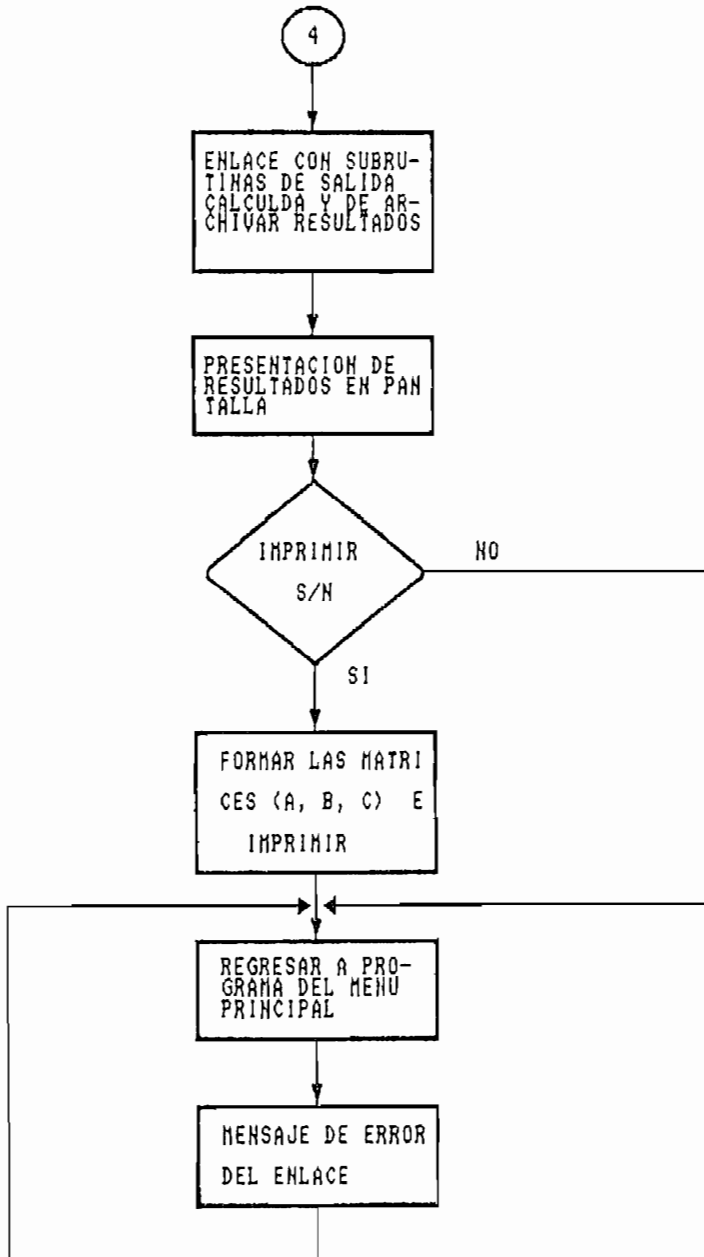 4
ENLACE CON SUBRU-
TINAS DE SALIDA
CALCULDA Y DE AR-
CHIVAR RESULTADOS
PRESENTACION DE
RESULTADOS EN PAN
TALLA
IMPRIMIR
S/N
NO
SI
FORMAR LAS MATRI
CES (A, B, C) E
IMPRIMIR
REGRESAR A PRO-
GRAMA DEL MENU
PRINCIPAL
MENSAJE DE ERROR
DEL ENLACE